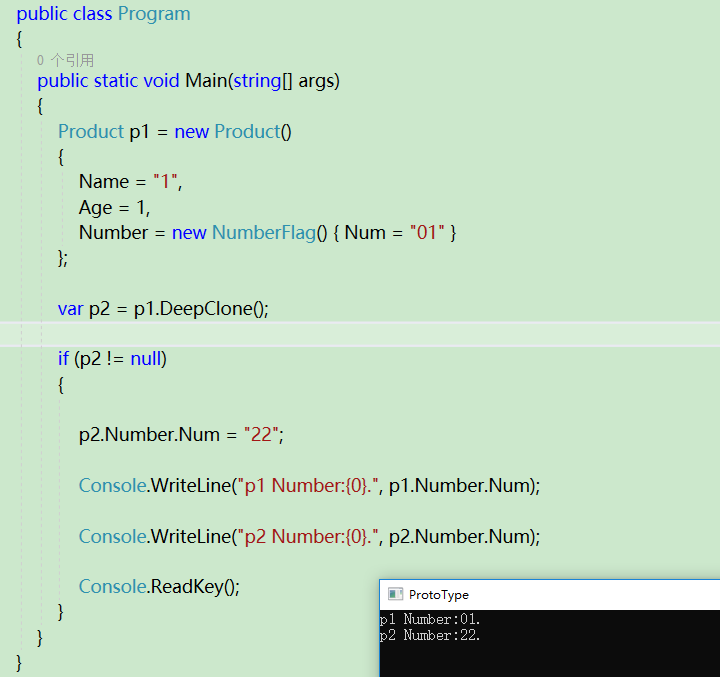 public class Program
{
0 个引用
public static void Main(string[] args)
{
Product p1 = new Product()
{
Name = "1",
Age = 1,
Number = new NumberFlag() { Num = "01" }
};
var p2 = p1.DeepClone();
if (p2 != null)
{
p2.Number.Num = "22";
Console.WriteLine("p1 Number:{0}.", p1.Number.Num);
Console.WriteLine("p2 Number:{0}.", p2.Number.Num);
Console.ReadKey();
}
}
}
ProtoType
p1 Number:01.
p2 Number:22.